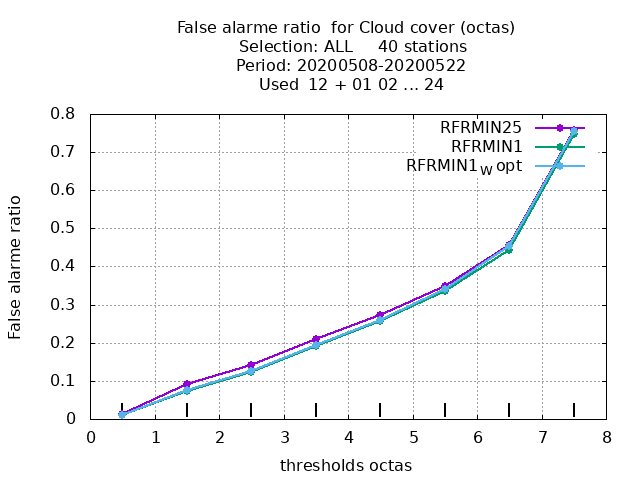 False alarme ratio  for Cloud cover (octas)
Selection: ALL     40 stations
Period: 20200508-20200522
Used  12 + 01 02 ... 24
RFRMIN25
RFRMIN1
RFRMIN1W opt
0.8
0.7
0.6
0.5
0.4
0.3
0.2
0.1
0
False alarme ratio
0 1 2 3 4 5 6 7 8
thresholds octas